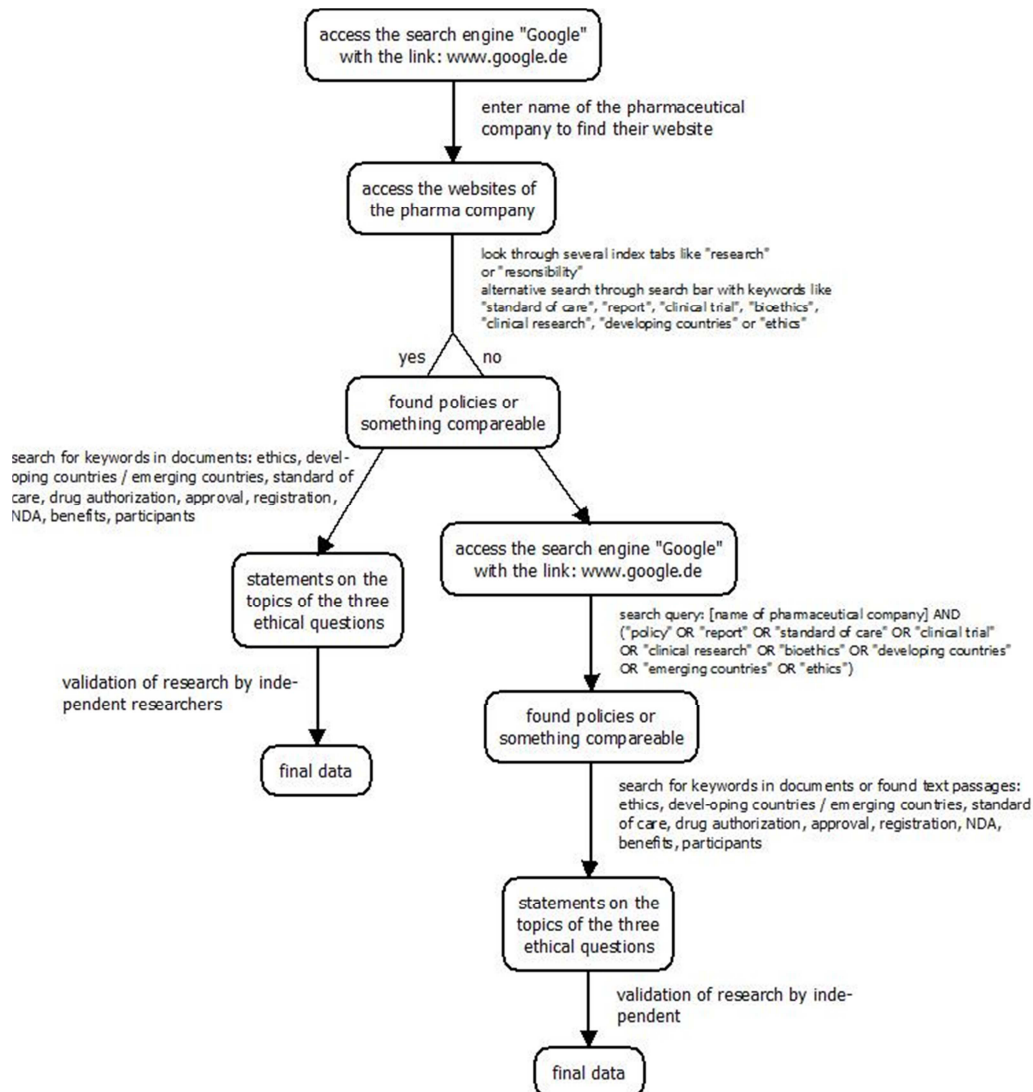 access the search engine "Google"
with the link: www.google.de
enter name of the pharmaceutical
company to find their website
access the websites of
the pharma company
look through several index tabs like "research"
or "resonsibility"
alternative search through search bar with keywords like
"standard of care", "report", "clinical trial", "bioethics",
"clinical research", "developing countries" or "ethics"
yes
no
found policies or
something compareable
search for keywords in documents: ethics, devel-
oping countries / emerging countries, standard of
care, drug authorization, approval, registration,
NDA, benefits, participants
statements on the
topics of the three
ethical questions
validation of research by inde-
pendent researchers
final data
access the search engine "Google"
with the link: www.google.de
search query: [name of pharmaceutical company] AND
("policy" OR "report" OR "standard of care" OR "clinical trial"
OR "clinical research" OR "bioethics" OR "developing countries"
OR "emerging countries" OR "ethics")
found policies or
something compareable
search for keywords in documents or found text passages:
ethics, devel-oping countries / emerging countries, standard
of care, drug authorization, approval, registration, NDA,
benefits, participants
statements on the
topics of the three
ethical questions
validation of research by inde-
pendent
final data